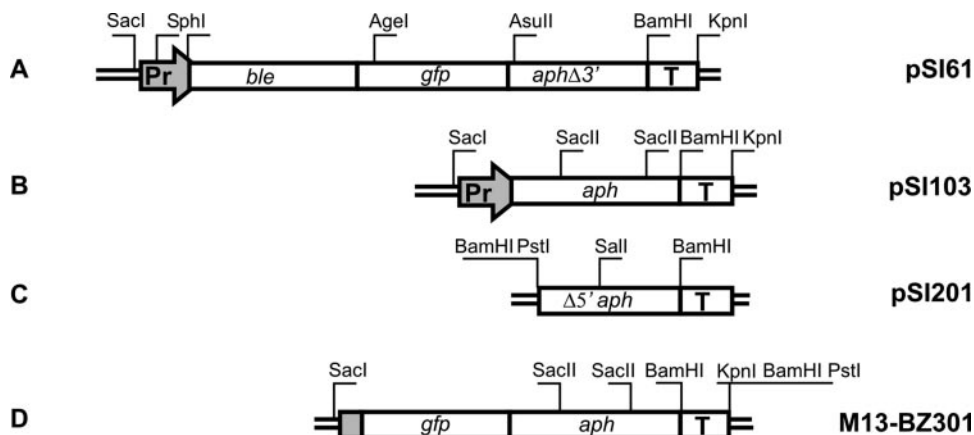 SacI SphI AgeI AsuII BamHI KpnI
A Pr ble gfp aphΔ3' T pSI61
SacI SacII SacII BamHI KpnI
B Pr aph T pSI103
BamHI PstI SalI BamHI
C Δ5' aph T pSI201
SacI SacII SacII BamHI KpnI BamHI PstI
D gfp aph T M13-BZ301